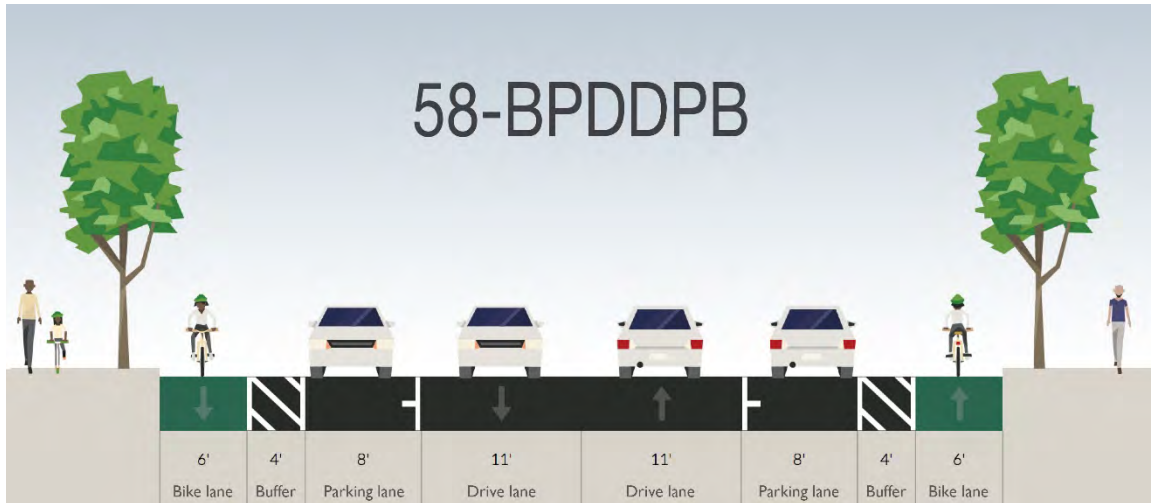 58-BPDDPB
6' 4' 8' 11' 11' 8' 4' 6'
Bike lane Buffer Parking lane Drive lane Drive lane Parking lane Buffer Bike lane